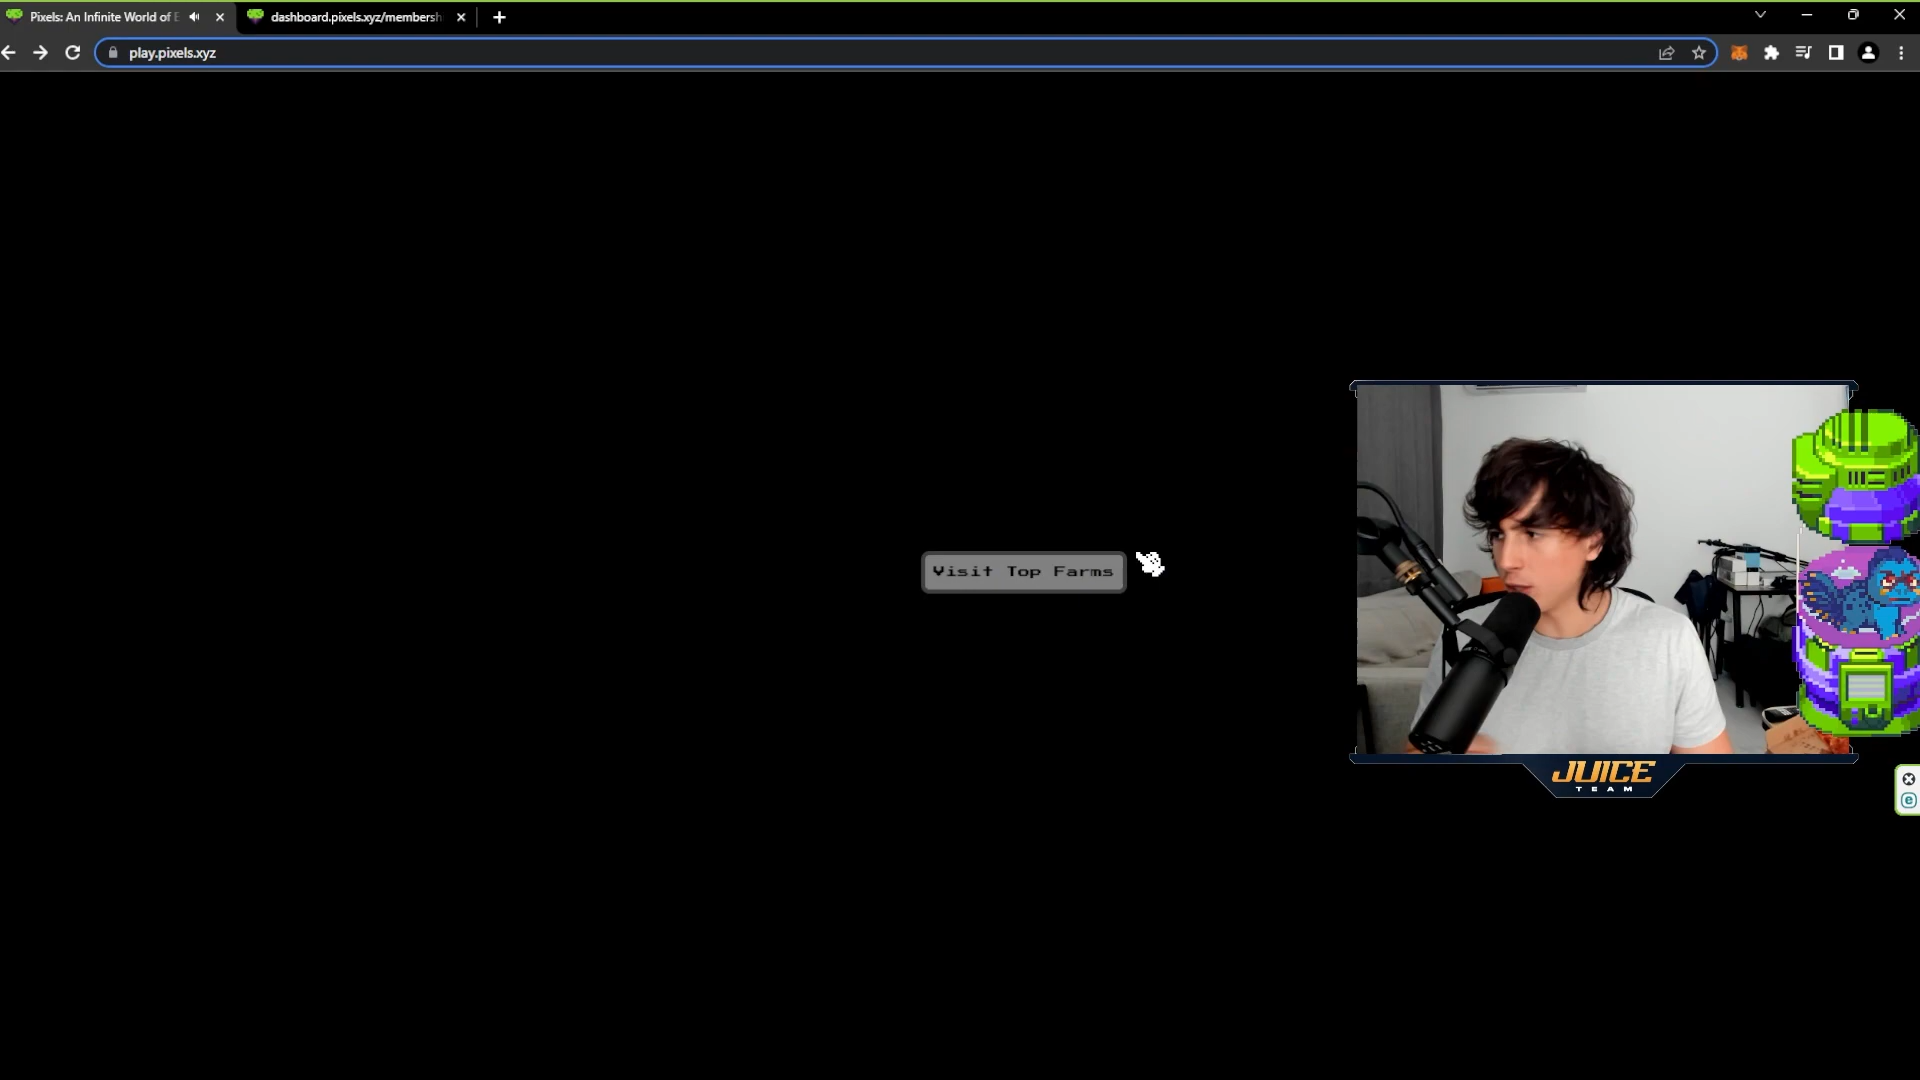 Pixels: An Infinite World of E
dashboard.pixels.xyz/membersh
play.pixels.xyz
Visit Top Farms
JUICE
TEAM